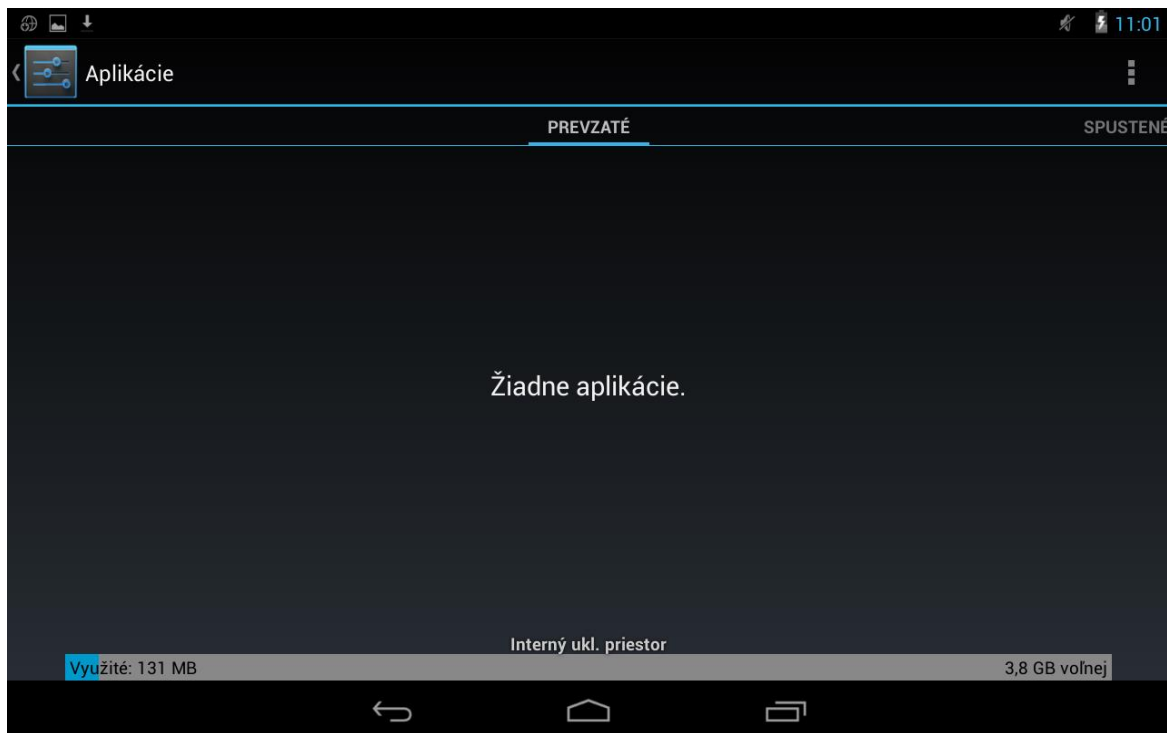 11:01
Aplikácie
PREVZATÉ SPUSTENÉ
Žiadne aplikácie.
Interný ukl. priestor
Využité: 131 MB 3,8 GB voľnej